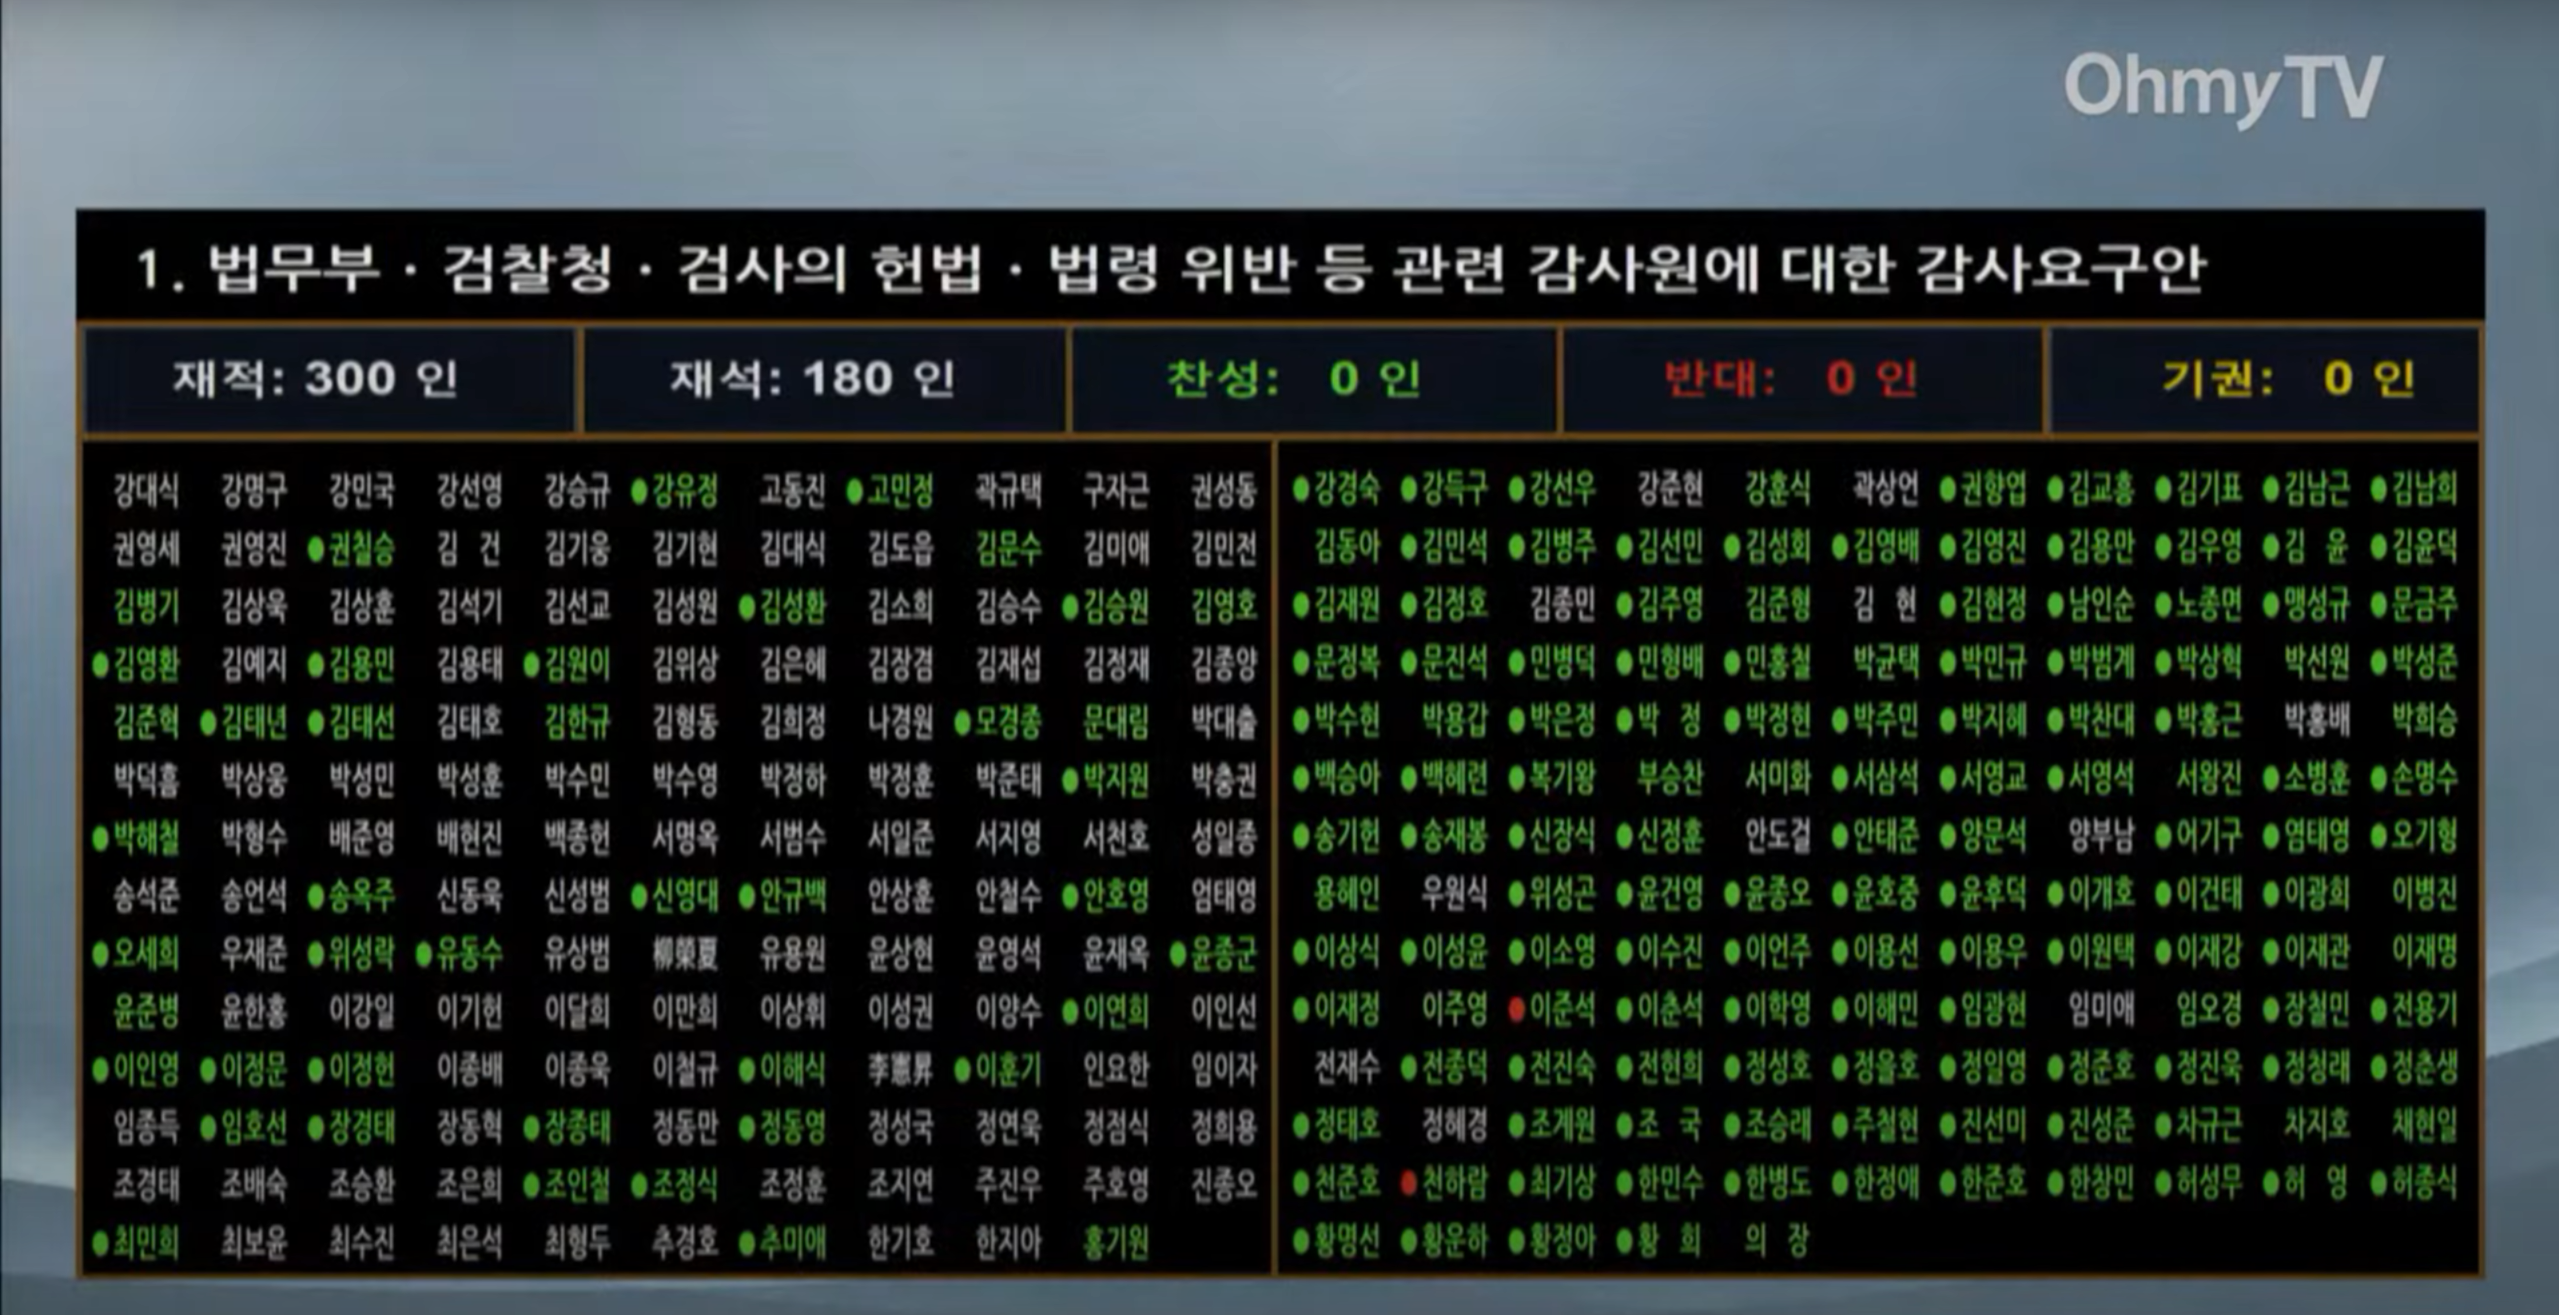 OhmyTV
1. 법무부 · 검찰청 · 검사의 헌법 · 법령 위반 등 관련 감사원에 대한 감사요구안
재적: 300 인 재석: 180 인 찬성: 0 인 반대: 0 인 기권: 0 인
강대식 강명구 강민국 강선영 강승규 강유정 고동진 고민정 곽규택 구자근 권성동
권영세 권영진 권칠승 김 건 김기웅 김기현 김대식 김도읍 김문수 김미애 김민전
김병기 김상욱 김상훈 김석기 김선교 김성원 김성환 김소희 김승수 김승원 김영호
김영환 김예지 김용민 김용태 김원이 김위상 김은혜 김장겸 김재섭 김정재 김종양
김준혁 김태년 김태선 김태호 김한규 김형동 김희정 나경원 모경종 문대림 박대출
박덕흠 박상웅 박성민 박성훈 박수민 박수영 박정하 박정훈 박준태 박지원 박충권
박해철 박형수 배준영 배현진 백종헌 서명옥 서범수 서일준 서지영 서천호 성일종
송석준 송언석 송옥주 신동욱 신성범 신영대 안규백 안상훈 안철수 안호영 엄태영
오세희 우재준 위성락 유동수 유상범 柳榮夏 유용원 윤상현 윤영석 윤재옥 윤종군
윤준병 윤한홍 이강일 이기헌 이달희 이만희 이상휘 이성권 이양수 이연희 이인선
이인영 이정문 이정헌 이종배 이종욱 이철규 이해식 李憲昇 이훈기 인요한 임이자
임종득 임호선 장경태 장동혁 장종태 정동만 정동영 정성국 정연욱 정점식 정희용
조경태 조배숙 조승환 조은희 조인철 조정식 조정훈 조지연 주진우 주호영 진종오
최민희 최보윤 최수진 최은석 최형두 추경호 추미애 한기호 한지아 홍기원
강경숙 강득구 강선우 강준현 강훈식 곽상언 권향엽 김교흥 김기표 김남근 김남희
김동아 김민석 김병주 김선민 김성회 김영배 김영진 김용만 김우영 김 윤 김윤덕
김재원 김정호 김종민 김주영 김준형 김 현 김현정 남인순 노종면 맹성규 문금주
문정복 문진석 민병덕 민형배 민홍철 박균택 박민규 박범계 박상혁 박선원 박성준
박수현 박용갑 박은정 박 정 박정현 박주민 박지혜 박찬대 박홍근 박홍배 박희승
백승아 백혜련 복기왕 부승찬 서미화 서삼석 서영교 서영석 서왕진 소병훈 손명수
송기헌 송재봉 신장식 신정훈 안도걸 안태준 양문석 양부남 어기구 염태영 오기형
용혜인 우원식 위성곤 윤건영 윤종오 윤호중 윤후덕 이개호 이건태 이광희 이병진
이상식 이성윤 이소영 이수진 이언주 이용선 이용우 이원택 이재강 이재관 이재명
이재정 이주영 이준석 이춘석 이학영 이해민 임광현 임미애 임오경 장철민 전용기
전재수 전종덕 전진숙 전현희 정성호 정을호 정일영 정준호 정진욱 정청래 정춘생
정태호 정혜경 조계원 조 국 조승래 주철현 진선미 진성준 차규근 차지호 채현일
천준호 천하람 최기상 한민수 한병도 한정애 한준호 한창민 허성무 허 영 허종식
황명선 황운하 황정아 황 희 의 장